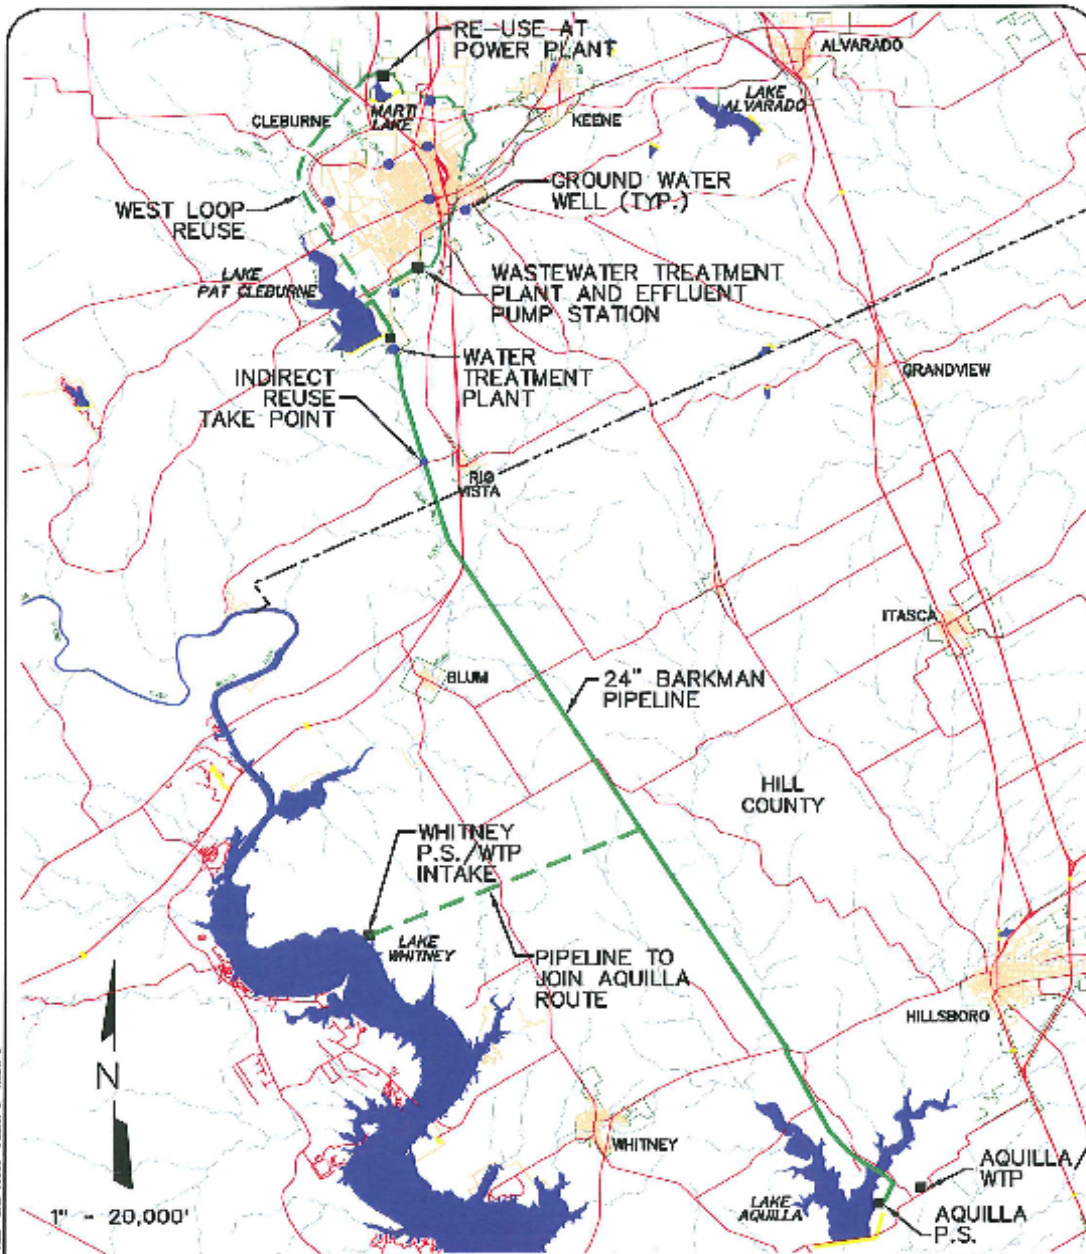 RE-USE AT
POWER PLANT
ALVARADO
LAKE
ALVARADO
MARTI
LAKE
CLEBURNE
KEENE
GROUND WATER
WELL (TYP.)
WEST LOOP
REUSE
LAKE
PAT CLEBURNE
WASTEWATER TREATMENT
PLANT AND EFFLUENT
PUMP STATION
WATER
TREATMENT
PLANT
INDIRECT
REUSE
TAKE POINT
GRANDVIEW
RIO
VISTA
ITASCA
BLUM
24" BARKMAN
PIPELINE
HILL
COUNTY
WHITNEY
P.S./WTP
INTAKE
LAKE
WHITNEY
PIPELINE TO
JOIN AQUILLA
ROUTE
HILLSBORO
N
WHITNEY
AQUILLA/
WTP
LAKE
AQUILLA
AQUILLA
P.S.
1" - 20,000'